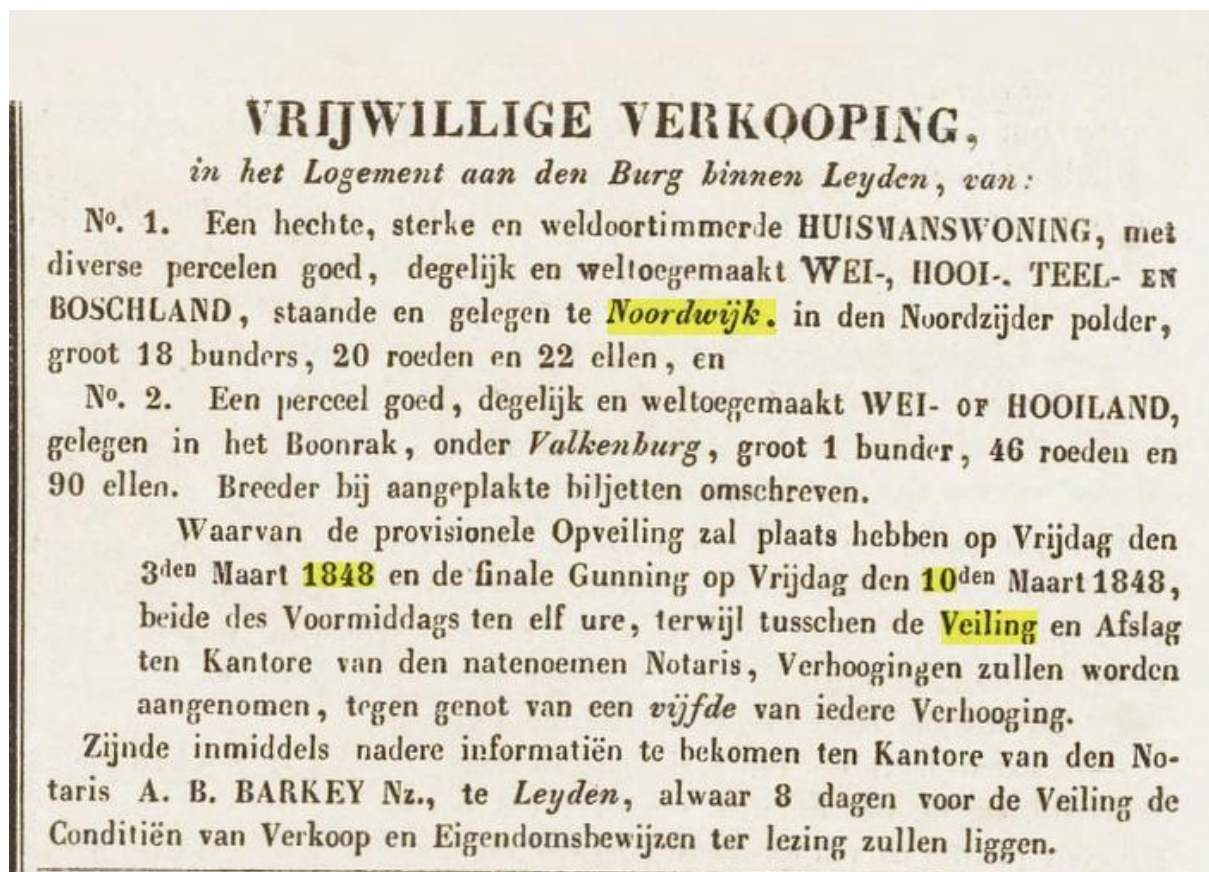 VRIJWILLIGE VERKOOPING,
in het Logement aan den Burg binnen Leyden, van:
Nº. 1. Een hechte, sterke en weldoortimmerde HUISMANSWONING, met
diverse percelen goed, degelijk en weltoegemaakt WEI-, HOOI-, TEEL- EN
BOSCHLAND, staande en gelegen te Noordwijk. in den Noordzijder polder,
groot 18 bunders, 20 roeden en 22 ellen, en
Nº. 2. Een perceel goed, degelijk en weltoegemaakt WEI- OF HOOILAND,
gelegen in het Boonrak, onder Valkenburg, groot 1 bunder, 46 roeden en
90 ellen. Breeder bij aangeplakte biljetten omschreven.
Waarvan de provisionele Opveiling zal plaats hebben op Vrijdag den
3den Maart 1848 en de finale Gunning op Vrijdag den 10den Maart 1848,
beide des Voormiddags ten elf ure, terwijl tusschen de Veiling en Afslag
ten Kantore van den natenoemen Notaris, Verhoogingen zullen worden
aangenomen, tegen genot van een vijfde van iedere Verhooging.
Zijnde inmiddels nadere informatiën te bekomen ten Kantore van den No-
taris A. B. BARKEY Nz., te Leyden, alwaar 8 dagen voor de Veiling de
Conditiën van Verkoop en Eigendomsbewijzen ter lezing zullen liggen.